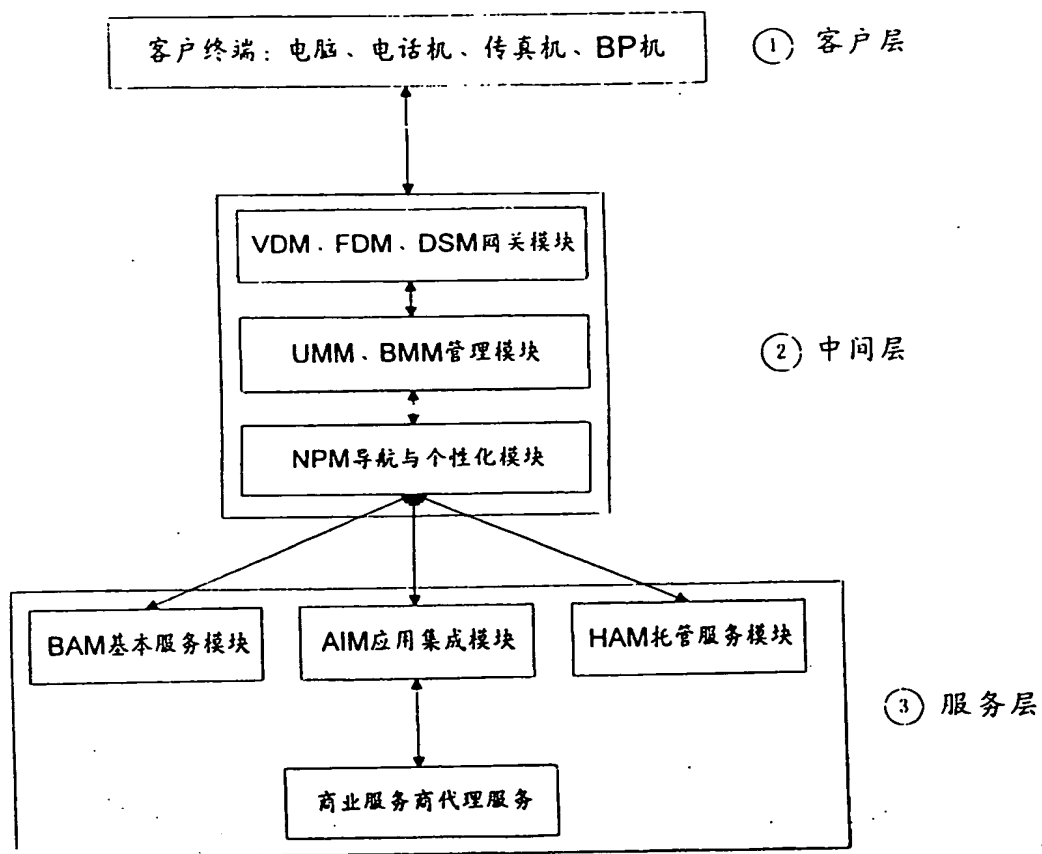 客户终端：电脑、电话机、传真机、BP机
① 客户层
VDM、FDM、DSM网关模块
UMM、BMM管理模块
② 中间层
NPM导航与个性化模块
BAM基本服务模块
AIM应用集成模块
HAM托管服务模块
③ 服务层
商业服务商代理服务